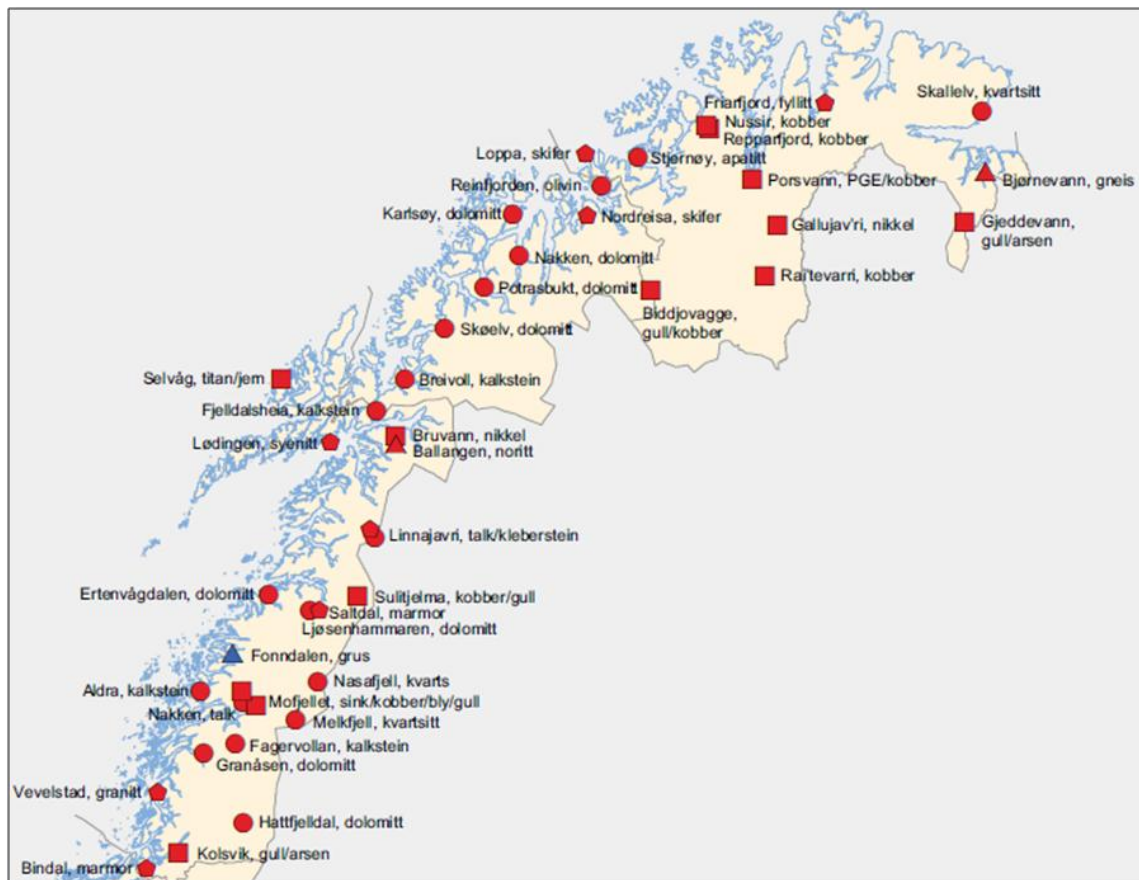 Friarfjord, fyllitt
Skallelv, kvartsitt
Nussir, kobber
Repparfjord, kobber
Loppa, skifer
Stjernøy, apatitt
Reinfjorden, olivin
Porsvann, PGE/kobber
Bjørnevann, gneis
Karlsøy, dolomitt
Nordreisa, skifer
Gallujav'ri, nikkel
Gjeddevann,
gull/arsen
Nakken, dolomitt
Raitevarri, kobber
Potrasbukt, dolomitt
Biddjovagge,
gull/kobber
Skøelv, dolomitt
Selvåg, titan/jern
Breivoll, kalkstein
Fjelldalsheia, kalkstein
Bruvann, nikkel
Lødingen, syenitt
Ballangen, noritt
Linnajavri, talk/kleberstein
Ertenvågdalen, dolomitt
Sulitjelma, kobber/gull
Saltdal, marmor
Ljøsenhammaren, dolomitt
Fonndalen, grus
Nasafjell, kvarts
Aldra, kalkstein
Mofjellet, sink/kobber/bly/gull
Nakken, talk
Melkfjell, kvartsitt
Fagervollan, kalkstein
Granåsen, dolomitt
Vevelstad, granitt
Hattfjelldal, dolomitt
Kolsvik, gull/arsen
Bindal, marmor